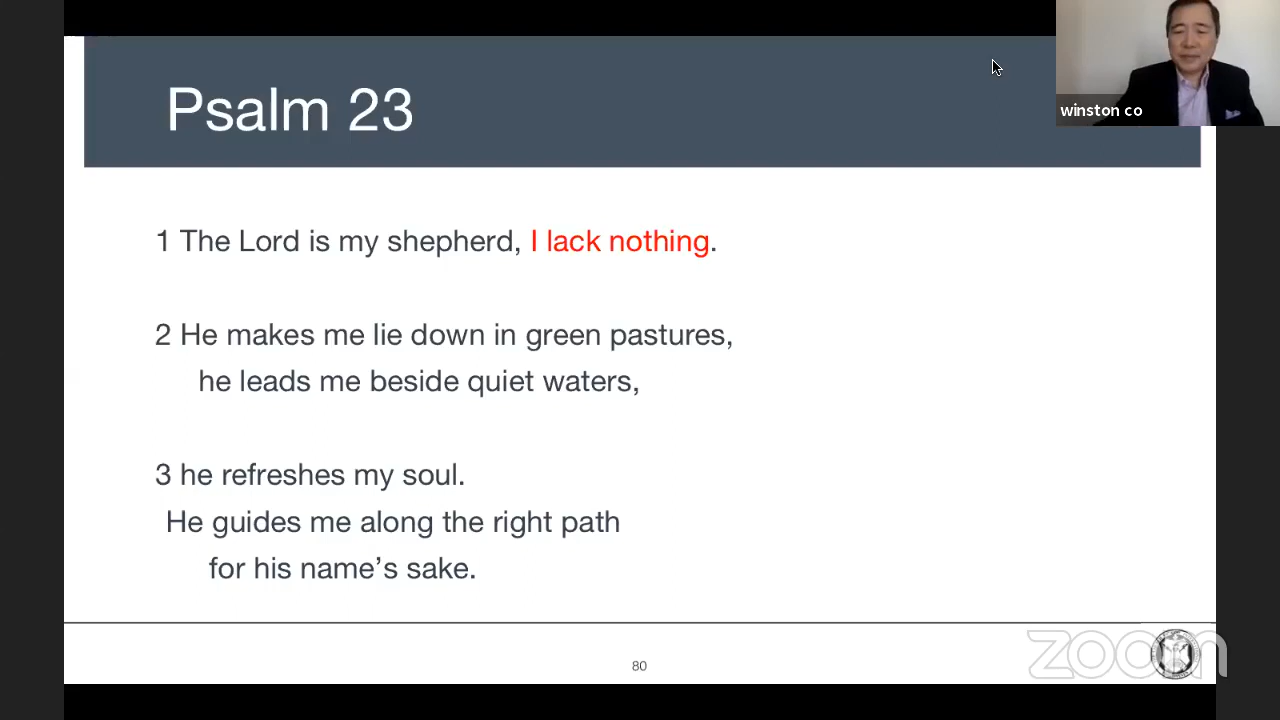 Psalm 23
winston co
1 The Lord is my shepherd, I lack nothing.
2 He makes me lie down in green pastures,
he leads me beside quiet waters,
3 he refreshes my soul.
He guides me along the right path
for his name’s sake.
80
zoom